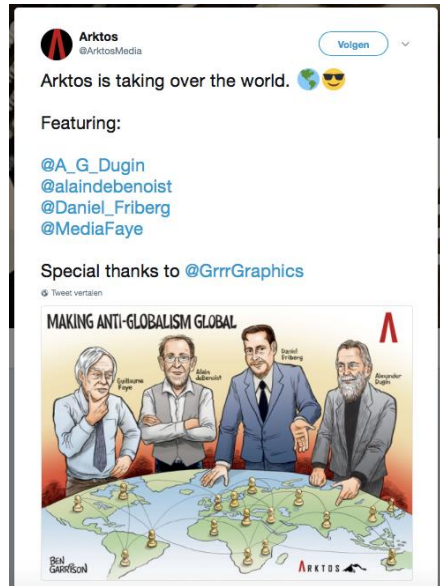 Arktos
@ArktosMedia
Volgen
Arktos is taking over the world. 🌎😎
Featuring:
@A_G_Dugin
@alaindebenoist
@Daniel_Friberg
@MediaFaye
Special thanks to @GrrrGraphics
Tweet vertalen
MAKING ANTI-GLOBALISM GLOBAL
Guillaume
Faye
Alain
deBenoist
Daniel
Friberg
Alexander
Dugin
BEN
GARRISON
ARKTOS